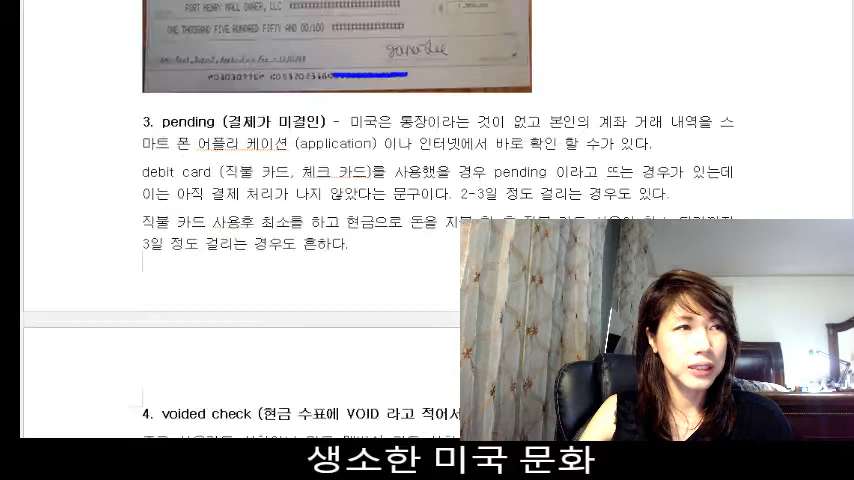 FORT HENRY MALL OWNER, LLC
ONE THOUSAND FIVE HUNDRED FIFTY AND 00/100
3. pending (결제가 미결인) - 미국은 통장이라는 것이 없고 본인의 계좌 거래 내역을 스
마트 폰 어플리 케이션 (application) 이나 인터넷에서 바로 확인 할 수가 있다.
debit card (직불 카드, 체크 카드)를 사용했을 경우 pending 이라고 뜨는 경우가 있는데
이는 아직 결제 처리가 나지 않았다는 문구이다. 2-3일 정도 걸리는 경우도 있다.
직불 카드 사용후 최소를 하고 현금으로 돈을
3일 정도 걸리는 경우도 흔하다.
4. voided check (현금 수표에 VOID 라고 적어서
생소한 미국 문화